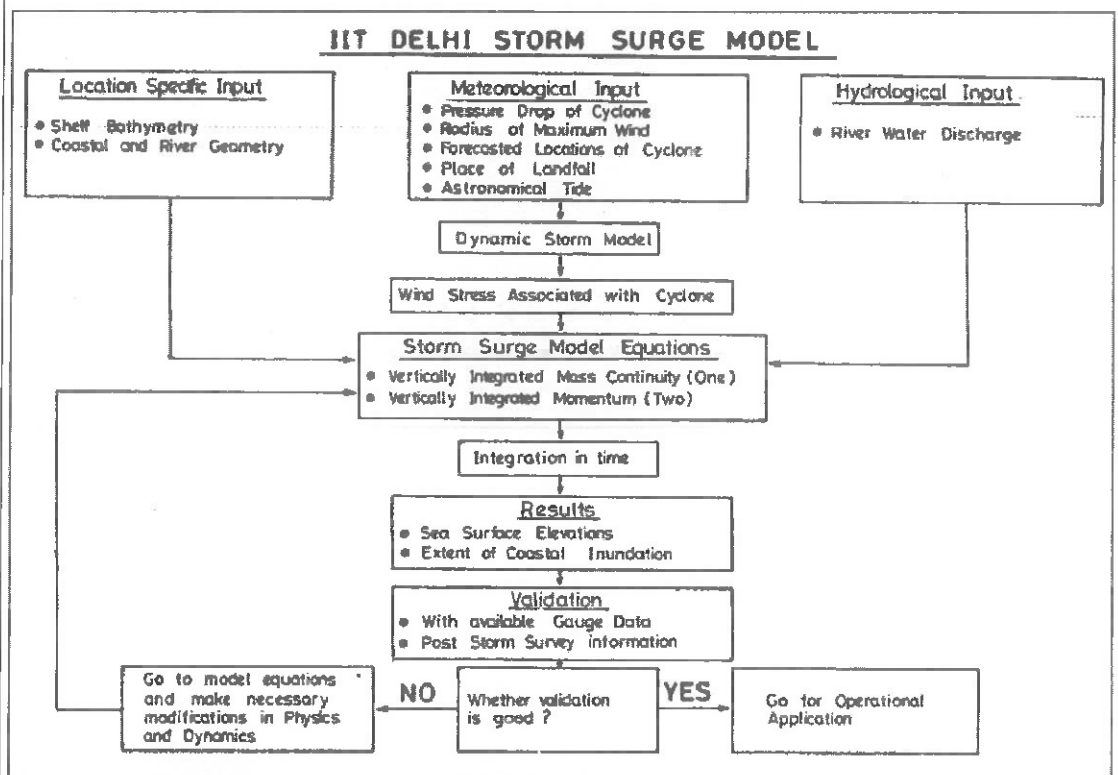 IIT DELHI STORM SURGE MODEL
Location Specific Input
• Shelf Bathymetry
• Coastal and River Geometry
Meteorological Input
• Pressure Drop of Cyclone
• Radius of Maximum Wind
• Forecasted Locations of Cyclone
• Place of Landfall
• Astronomical Tide
Hydrological Input
• River Water Discharge
Dynamic Storm Model
Wind Stress Associated with Cyclone
Storm Surge Model Equations
• Vertically Integrated Mass Continuity (One)
• Vertically Integrated Momentum (Two)
Integration in time
Results
• Sea Surface Elevations
• Extent of Coastal Inundation
Validation
• With available Gauge Data
• Post Storm Survey information
Go to model equations
and make necessary
modifications in Physics
and Dynamics
NO
Whether validation
is good ?
YES
Go for Operational
Application